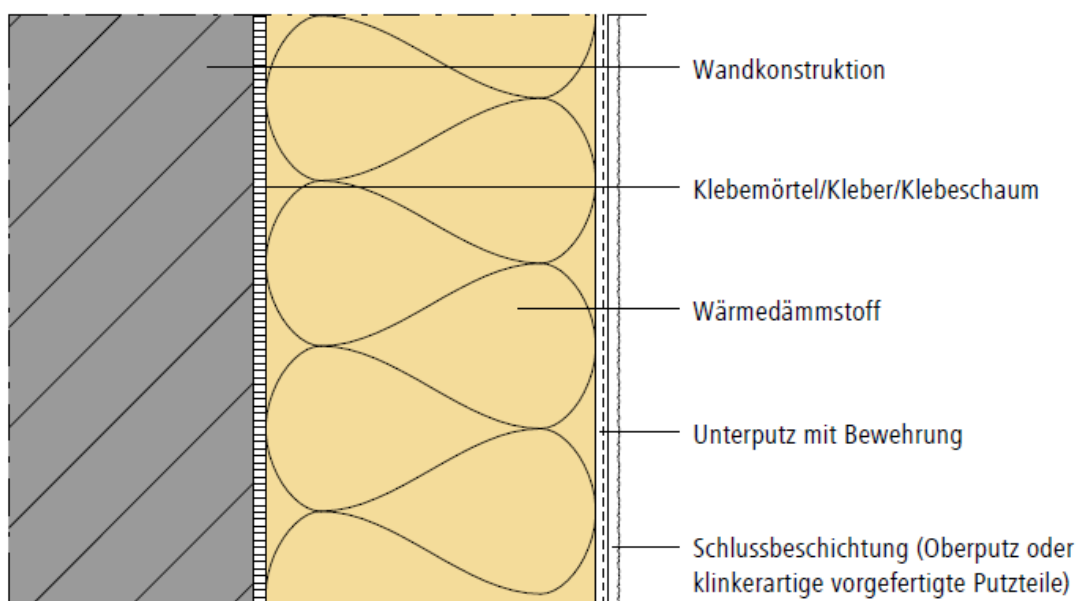 Wandkonstruktion
Klebemörtel/Kleber/Klebeschaum
Wärmedämmstoff
Unterputz mit Bewehrung
Schlussbeschichtung (Oberputz oder
klinkerartige vorgefertigte Putzteile)